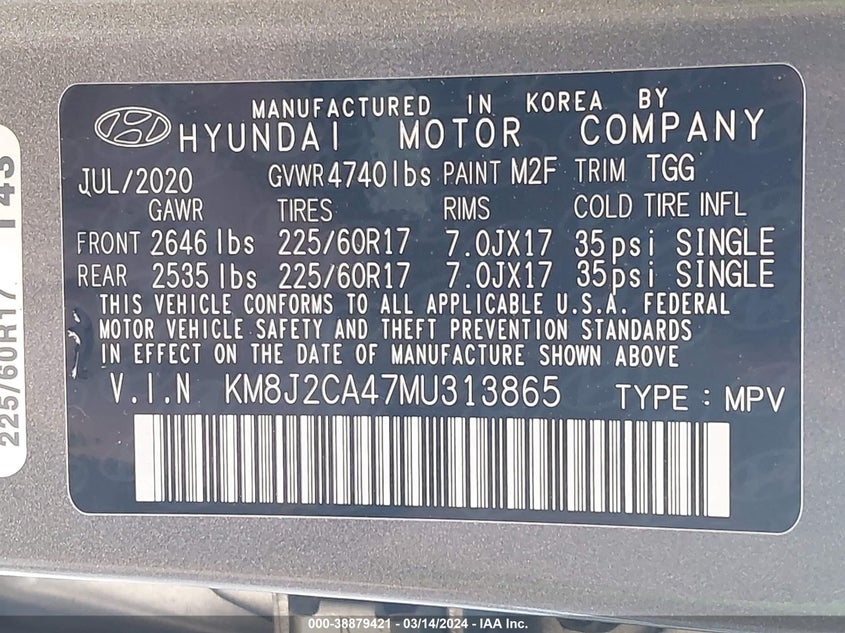 MANUFACTURED IN KOREA BY
HYUNDAI MOTOR COMPANY
JUL/2020 GVWR 4740lbs PAINT M2F TRIM TGG
GAWR TIRES RIMS COLD TIRE INFL
FRONT 2646 lbs 225/60R17 7.0JX17 35psi SINGLE
REAR 2535 lbs 225/60R17 7.0JX17 35psi SINGLE
THIS VEHICLE CONFORMS TO ALL APPLICABLE U.S.A. FEDERAL
MOTOR VEHICLE SAFETY AND THEFT PREVENTION STANDARDS
IN EFFECT ON THE DATE OF MANUFACTURE SHOWN ABOVE
V.I.N KM8J2CA47MU313865 TYPE : MPV
225/60R17
000-38879421 - 03/14/2024 - IAA Inc.